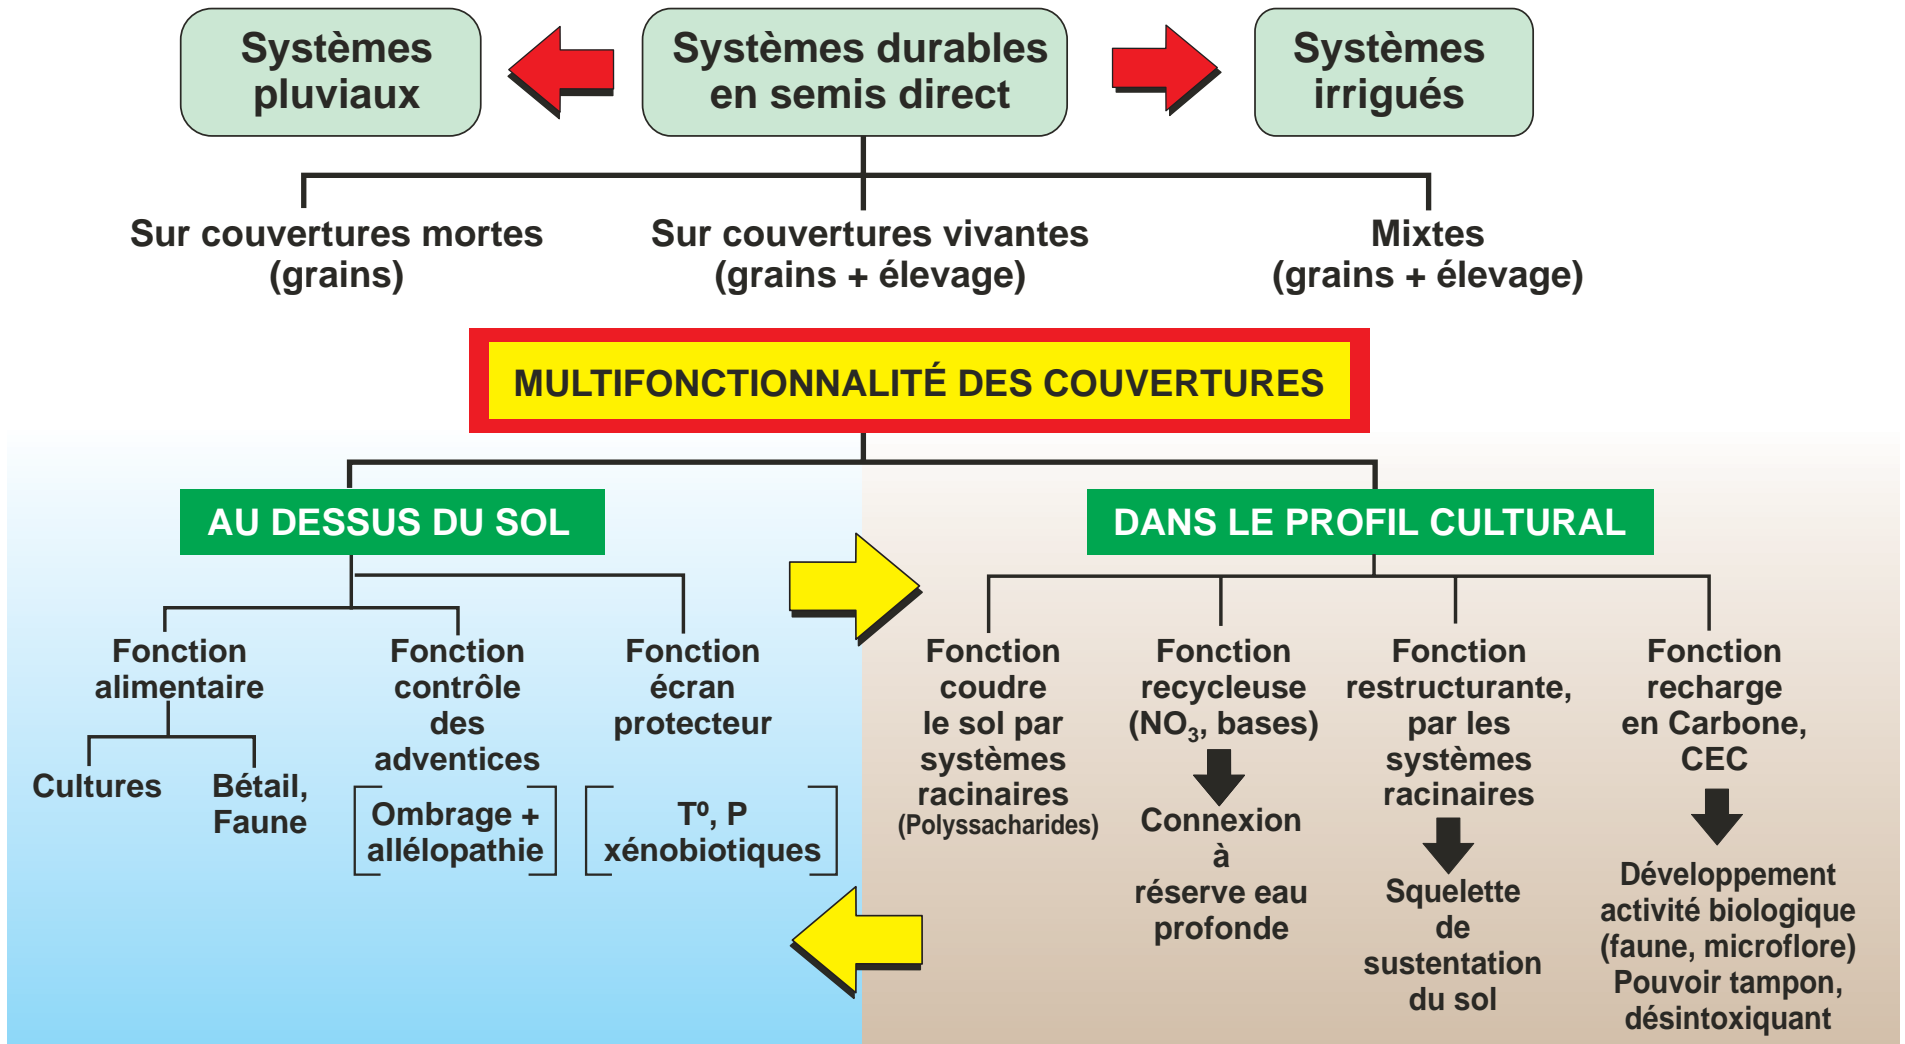 Systèmes
pluviaux
Systèmes durables
en semis direct
Systèmes
irrigués
Sur couvertures mortes
(grains)
Sur couvertures vivantes
(grains + élevage)
Mixtes
(grains + élevage)
MULTIFONCTIONNALITÉ DES COUVERTURES
AU DESSUS DU SOL
Fonction
alimentaire
Cultures
Bétail,
Faune
Fonction
contrôle
des
adventices
Ombrage +
allélopathie
Fonction
écran
protecteur
Tº, P
xénobiotiques
DANS LE PROFIL CULTURAL
Fonction
coudre
le sol par
systèmes
racinaires
(Polyssacharides)
Fonction
recycleuse
(NO₃, bases)
Connexion
à
réserve eau
profonde
Fonction
restructurante,
par les
systèmes
racinaires
Squelette
de
sustentation
du sol
Fonction
recharge
en Carbone,
CEC
Développement
activité biologique
(faune, microflore)
Pouvoir tampon,
désintoxiquant